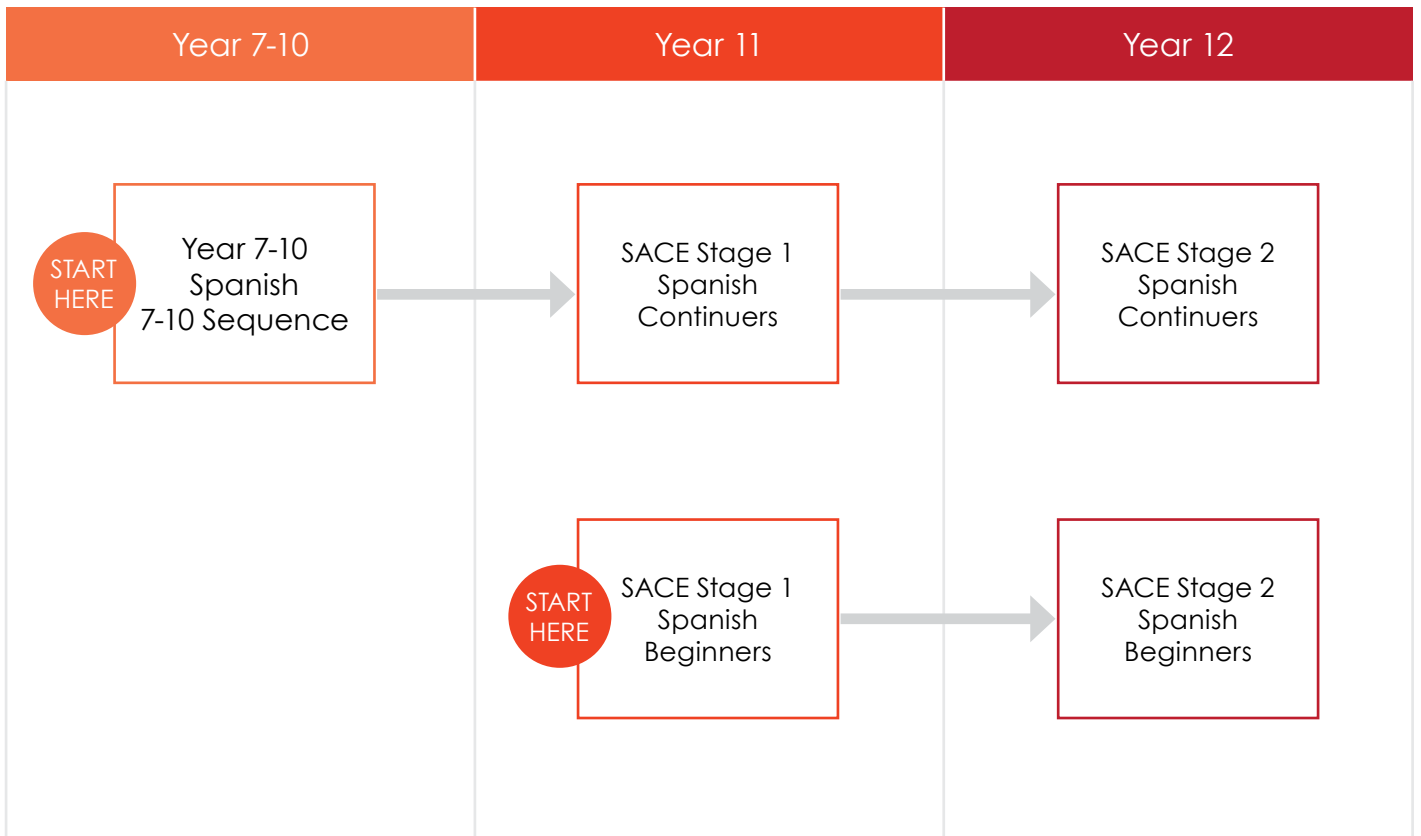 Year 7-10
Year 11
Year 12
START
HERE
Year 7-10
Spanish
7-10 Sequence
SACE Stage 1
Spanish
Continuers
SACE Stage 2
Spanish
Continuers
START
HERE
SACE Stage 1
Spanish
Beginners
SACE Stage 2
Spanish
Beginners